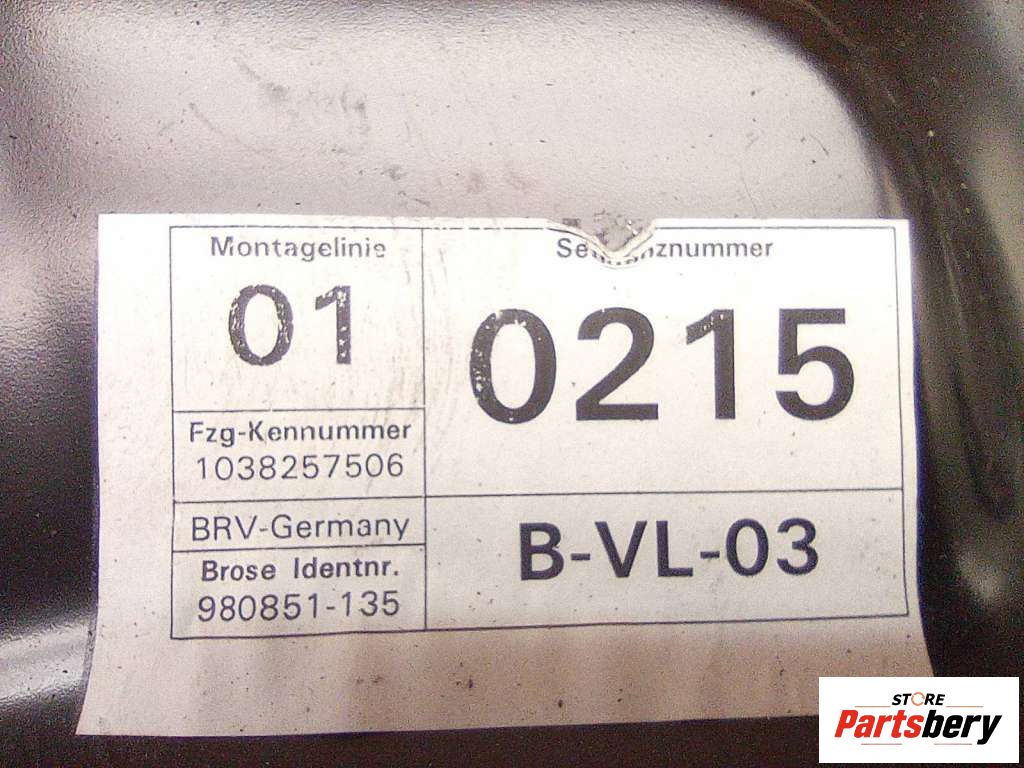 Montagelinie
01
Fzg-Kennummer
1038257506
BRV-Germany
Brose Identnr.
980851-135
0215
B-VL-03
STORE
Partsbery